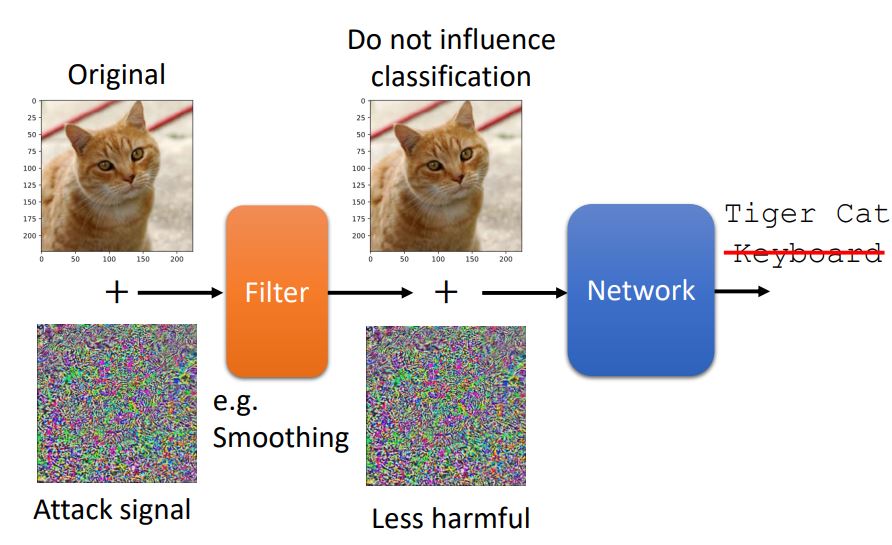 Do not influence
classification
Original
0
25
50
75
100
125
150
175
200
0 50 100 150 200
0
25
50
75
100
125
150
175
200
0 50 100 150 200
Tiger Cat
Keyboard
+
Filter
+
Network
e.g.
Smoothing
Attack signal
Less harmful